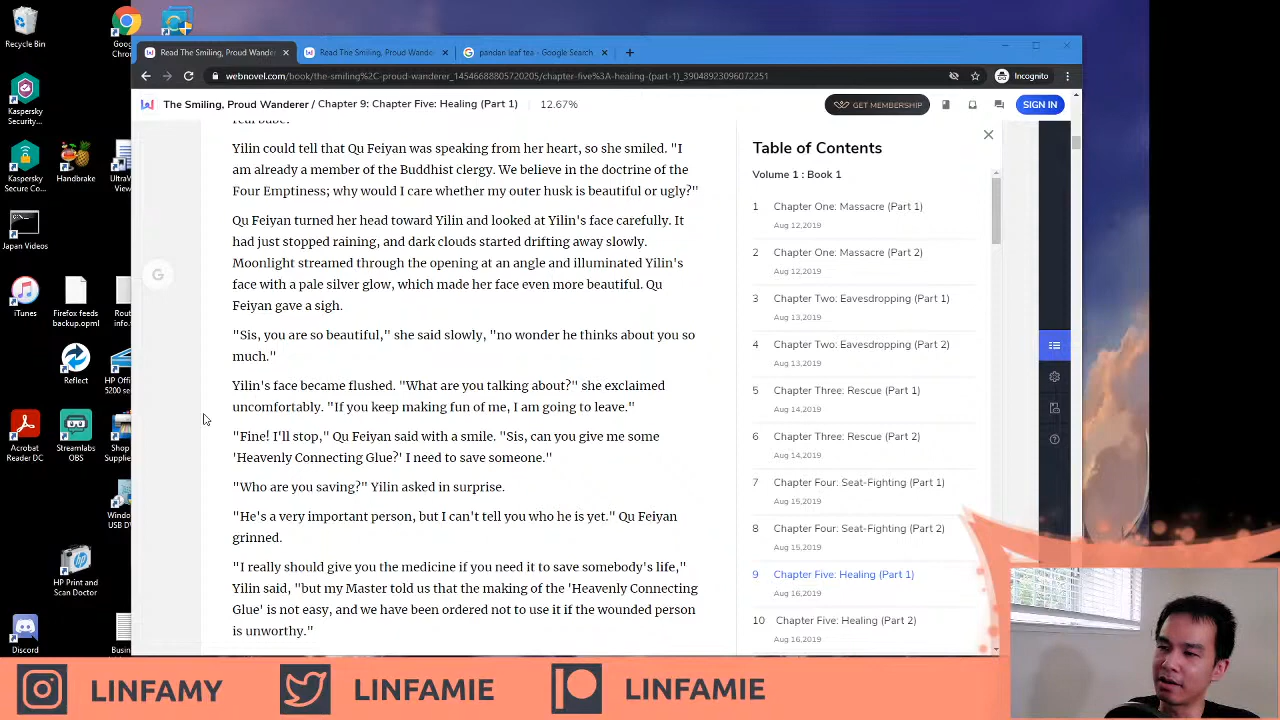 Recycle Bin
Goog
Chron
Read The Smiling, Proud Wander
Read The Smiling, Proud Wande
pandan leaf tea - Google Search
webnovel.com/book/the-smiling%2C-proud-wanderer_14546688805720205/chapter-five%3A-healing-(part-1)_39048923096072251
Incognito
The Smiling, Proud Wanderer / Chapter 9: Chapter Five: Healing (Part 1)
12.67%
GET MEMBERSHIP
SIGN IN
Kaspersky
Security...
Kaspersky
Secure Co...
Handbrake
UltraV
View
Japan Videos
iTunes
Firefox feeds
backup.opml
Route
info.
Reflect
HP Offi
5200 se
Acrobat
Reader DC
Streamlabs
OBS
Shop
Supplies
Window
USB DV
HP Print and
Scan Doctor
Discord
Busin
Yilin could tell that Qu Feiyan was speaking from her heart, so she smiled. "I
am already a member of the Buddhist clergy. We believe in the doctrine of the
Four Emptiness; why would I care whether my outer husk is beautiful or ugly?"
Qu Feiyan turned her head toward Yilin and looked at Yilin's face carefully. It
had just stopped raining, and dark clouds started drifting away slowly.
Moonlight streamed through the opening at an angle and illuminated Yilin's
face with a pale silver glow, which made her face even more beautiful. Qu
Feiyan gave a sigh.
"Sis, you are so beautiful," she said slowly, "no wonder he thinks about you so
much."
Yilin's face became flushed. "What are you talking about?" she exclaimed
uncomfortably. "If you keep making fun of me, I am going to leave."
"Fine! I'll stop," Qu Feiyan said with a smile. "Sis, can you give me some
'Heavenly Connecting Glue?' I need to save someone."
"Who are you saving?" Yilin asked in surprise.
"He's a very important person, but I can't tell you who he is yet." Qu Feiyan
grinned.
"I really should give you the medicine if you need it to save somebody's life,"
Yilin said, "but my Master told us that the making of the 'Heavenly Connecting
Glue' is not easy, and we have been ordered not to use it if the wounded person
is unworthy."
Table of Contents
Volume 1 : Book 1
1 Chapter One: Massacre (Part 1)
Aug 12,2019
2 Chapter One: Massacre (Part 2)
Aug 12,2019
3 Chapter Two: Eavesdropping (Part 1)
Aug 13,2019
4 Chapter Two: Eavesdropping (Part 2)
Aug 13,2019
5 Chapter Three: Rescue (Part 1)
Aug 14,2019
6 Chapter Three: Rescue (Part 2)
Aug 14,2019
7 Chapter Four: Seat-Fighting (Part 1)
Aug 15,2019
8 Chapter Four: Seat-Fighting (Part 2)
Aug 15,2019
9 Chapter Five: Healing (Part 1)
Aug 16,2019
10 Chapter Five: Healing (Part 2)
Aug 16,2019
LINFAMY
LINFAMIE
LINFAMIE